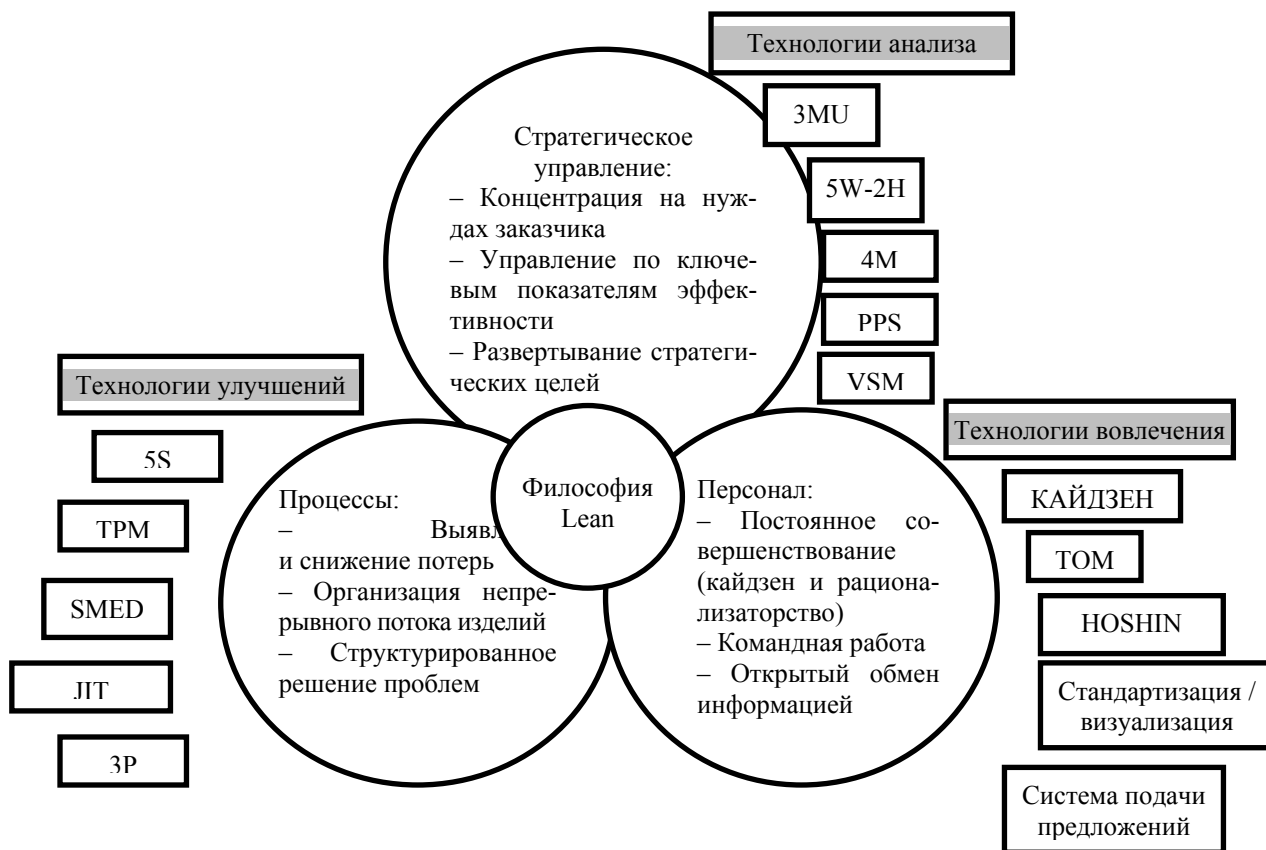 Технологии анализа
3MU
5W-2H
4M
PPS
VSM
Стратегическое
управление:
– Концентрация на нуж-
дах заказчика
– Управление по ключе-
вым показателям эффек-
тивности
– Развертывание стратеги-
ческих целей
Технологии улучшений
5S
TPM
SMED
JIT
3P
Процессы:
– Выявл
и снижение потерь
– Организация непре-
рывного потока изделий
– Структурированное
решение проблем
Философия
Lean
Персонал:
– Постоянное со-
вершенствование
(кайдзен и рациона-
лизаторство)
– Командная работа
– Открытый обмен
информацией
Технологии вовлечения
КАЙДЗЕН
TOM
HOSHIN
Стандартизация /
визуализация
Система подачи
предложений